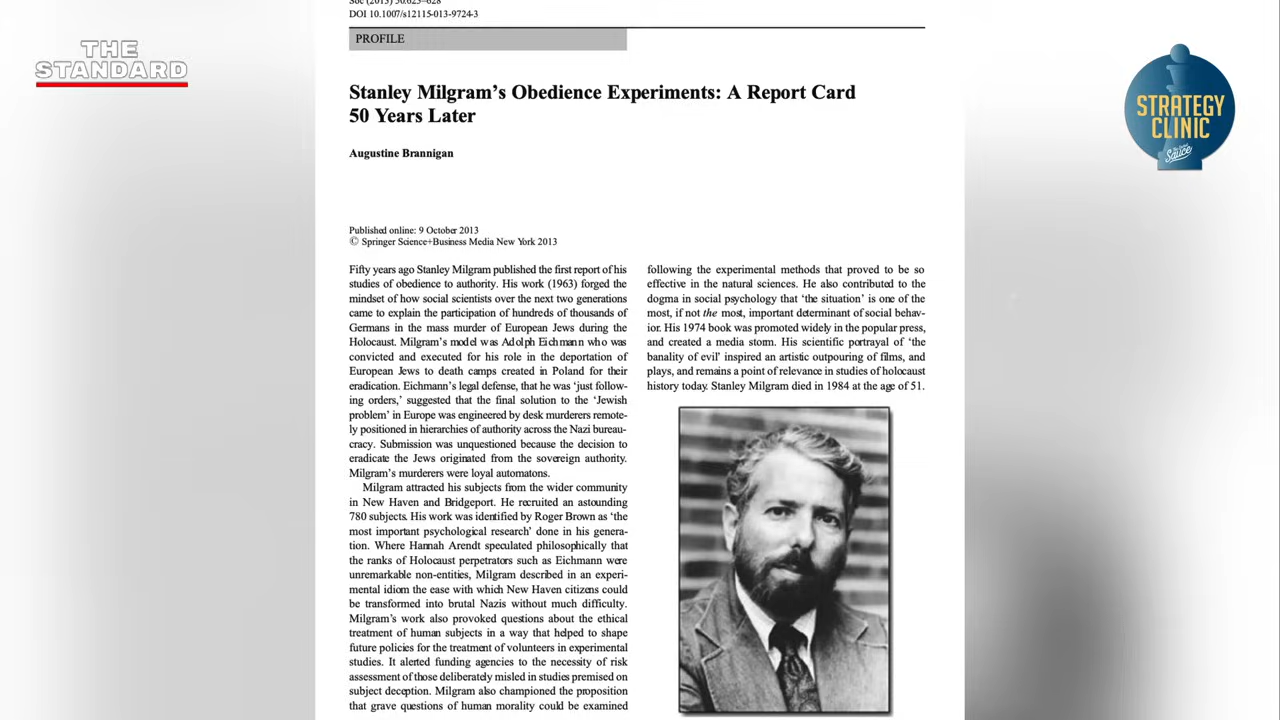 Soc (2013) 50:623–628
DOI 10.1007/s12115-013-9724-3
THE
STANDARD
PROFILE
STRATEGY
CLINIC
The Secret
Sauce
Stanley Milgram's Obedience Experiments: A Report Card
50 Years Later
Augustine Brannigan
Published online: 9 October 2013
© Springer Science+Business Media New York 2013
Fifty years ago Stanley Milgram published the first report of his
studies of obedience to authority. His work (1963) forged the
mindset of how social scientists over the next two generations
came to explain the participation of hundreds of thousands of
Germans in the mass murder of European Jews during the
Holocaust. Milgram's model was Adolph Eichmann who was
convicted and executed for his role in the deportation of
European Jews to death camps created in Poland for their
eradication. Eichmann's legal defense, that he was 'just follow-
ing orders,' suggested that the final solution to the 'Jewish
problem' in Europe was engineered by desk murderers remote-
ly positioned in hierarchies of authority across the Nazi bureau-
cracy. Submission was unquestioned because the decision to
eradicate the Jews originated from the sovereign authority.
Milgram's murderers were loyal automatons.
Milgram attracted his subjects from the wider community
in New Haven and Bridgeport. He recruited an astounding
780 subjects. His work was identified by Roger Brown as 'the
most important psychological research' done in his genera-
tion. Where Hannah Arendt speculated philosophically that
the ranks of Holocaust perpetrators such as Eichmann were
unremarkable non-entities, Milgram described in an experi-
mental idiom the ease with which New Haven citizens could
be transformed into brutal Nazis without much difficulty.
Milgram's work also provoked questions about the ethical
treatment of human subjects in a way that helped to shape
future policies for the treatment of volunteers in experimental
studies. It alerted funding agencies to the necessity of risk
assessment of those deliberately misled in studies premised on
subject deception. Milgram also championed the proposition
that grave questions of human morality could be examined
following the experimental methods that proved to be so
effective in the natural sciences. He also contributed to the
dogma in social psychology that 'the situation' is one of the
most, if not the most, important determinant of social behav-
ior. His 1974 book was promoted widely in the popular press,
and created a media storm. His scientific portrayal of 'the
banality of evil' inspired an artistic outpouring of films, and
plays, and remains a point of relevance in studies of holocaust
history today. Stanley Milgram died in 1984 at the age of 51.